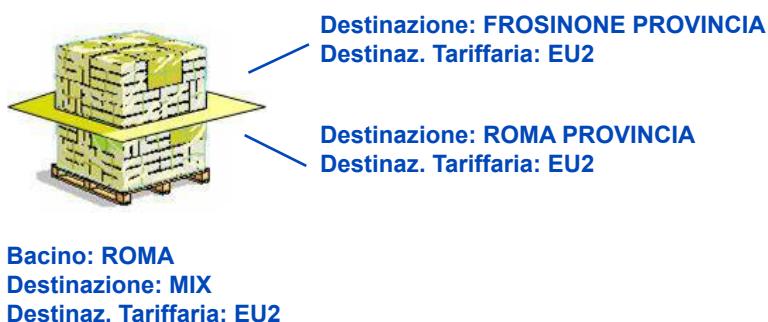 Destinazione: FROSINONE PROVINCIA
Destinaz. Tariffaria: EU2
Destinazione: ROMA PROVINCIA
Destinaz. Tariffaria: EU2
Bacino: ROMA
Destinazione: MIX
Destinaz. Tariffaria: EU2